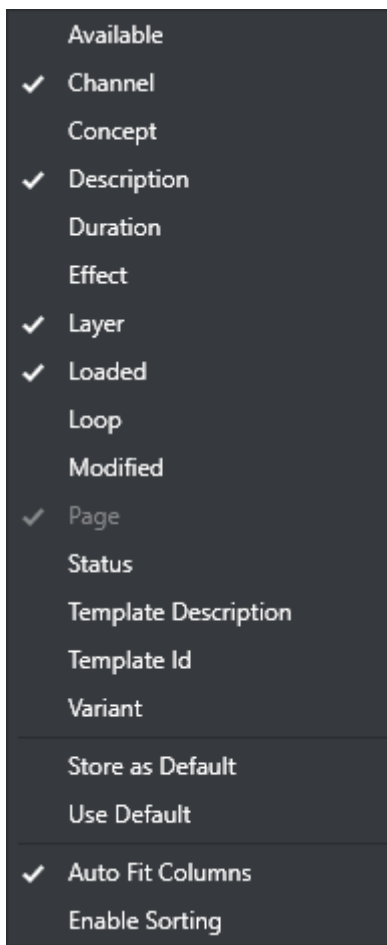 Available
Channel
Concept
Description
Duration
Effect
Layer
Loaded
Loop
Modified
Page
Status
Template Description
Template Id
Variant
Store as Default
Use Default
Auto Fit Columns
Enable Sorting